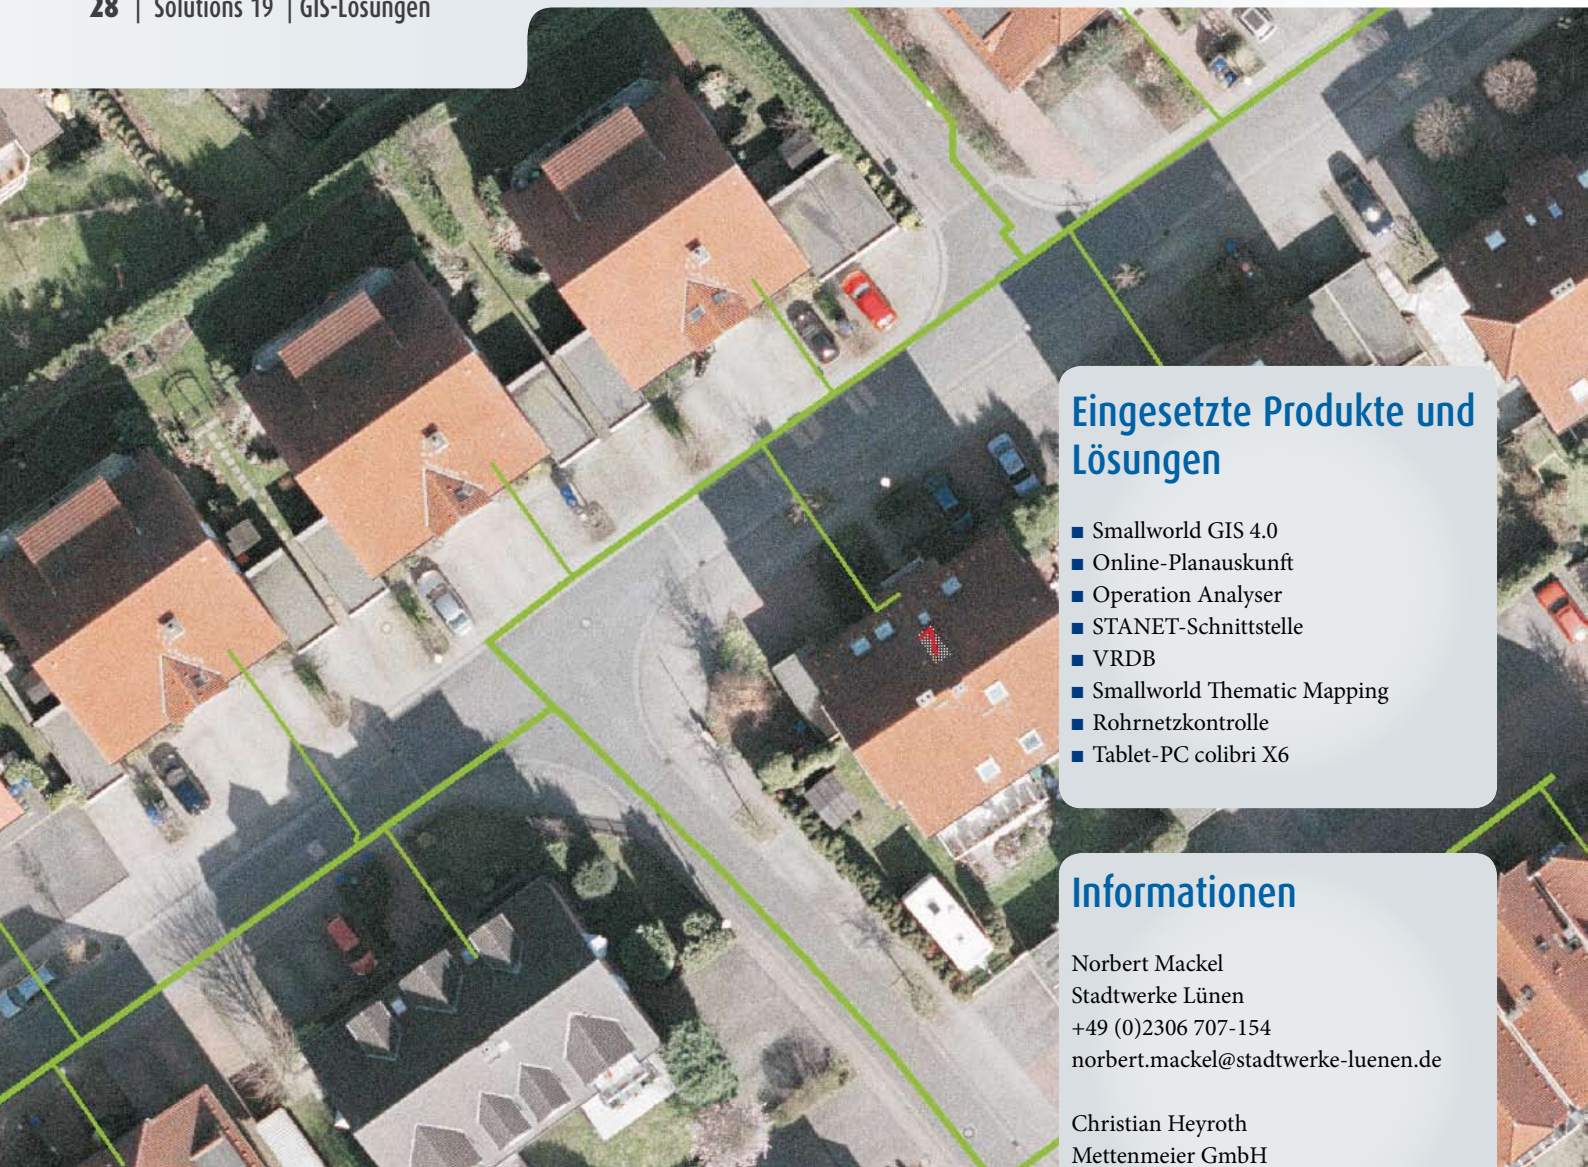 28 | Solutions 19 | GIS-Lösungen
Eingesetzte Produkte und
Lösungen
■ Smallworld GIS 4.0
■ Online-Planauskunft
■ Operation Analyser
■ STANET-Schnittstelle
■ VRDB
■ Smallworld Thematic Mapping
■ Rohrnetzkontrolle
■ Tablet-PC colibri X6
Informationen
Norbert Mackel
Stadtwerke Lünen
+49 (0)2306 707-154
norbert.mackel@stadtwerke-luenen.de
Christian Heyroth
Mettenmeier GmbH